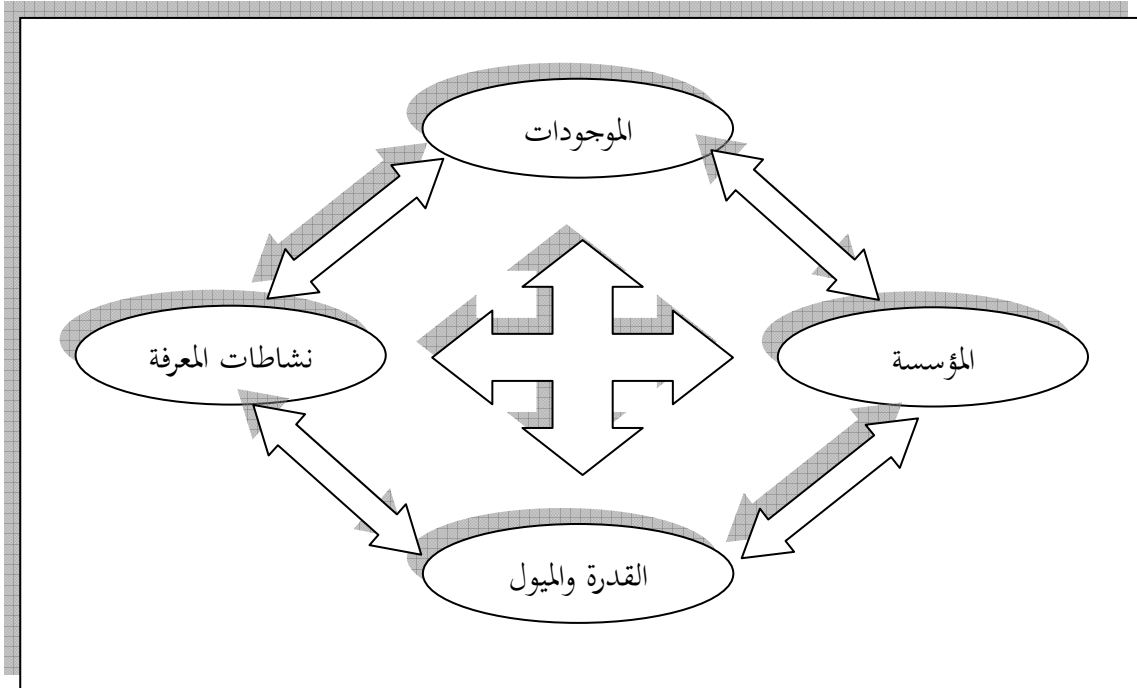 الموجودات
المؤسسة
نشاطات المعرفة
القدرة والميول